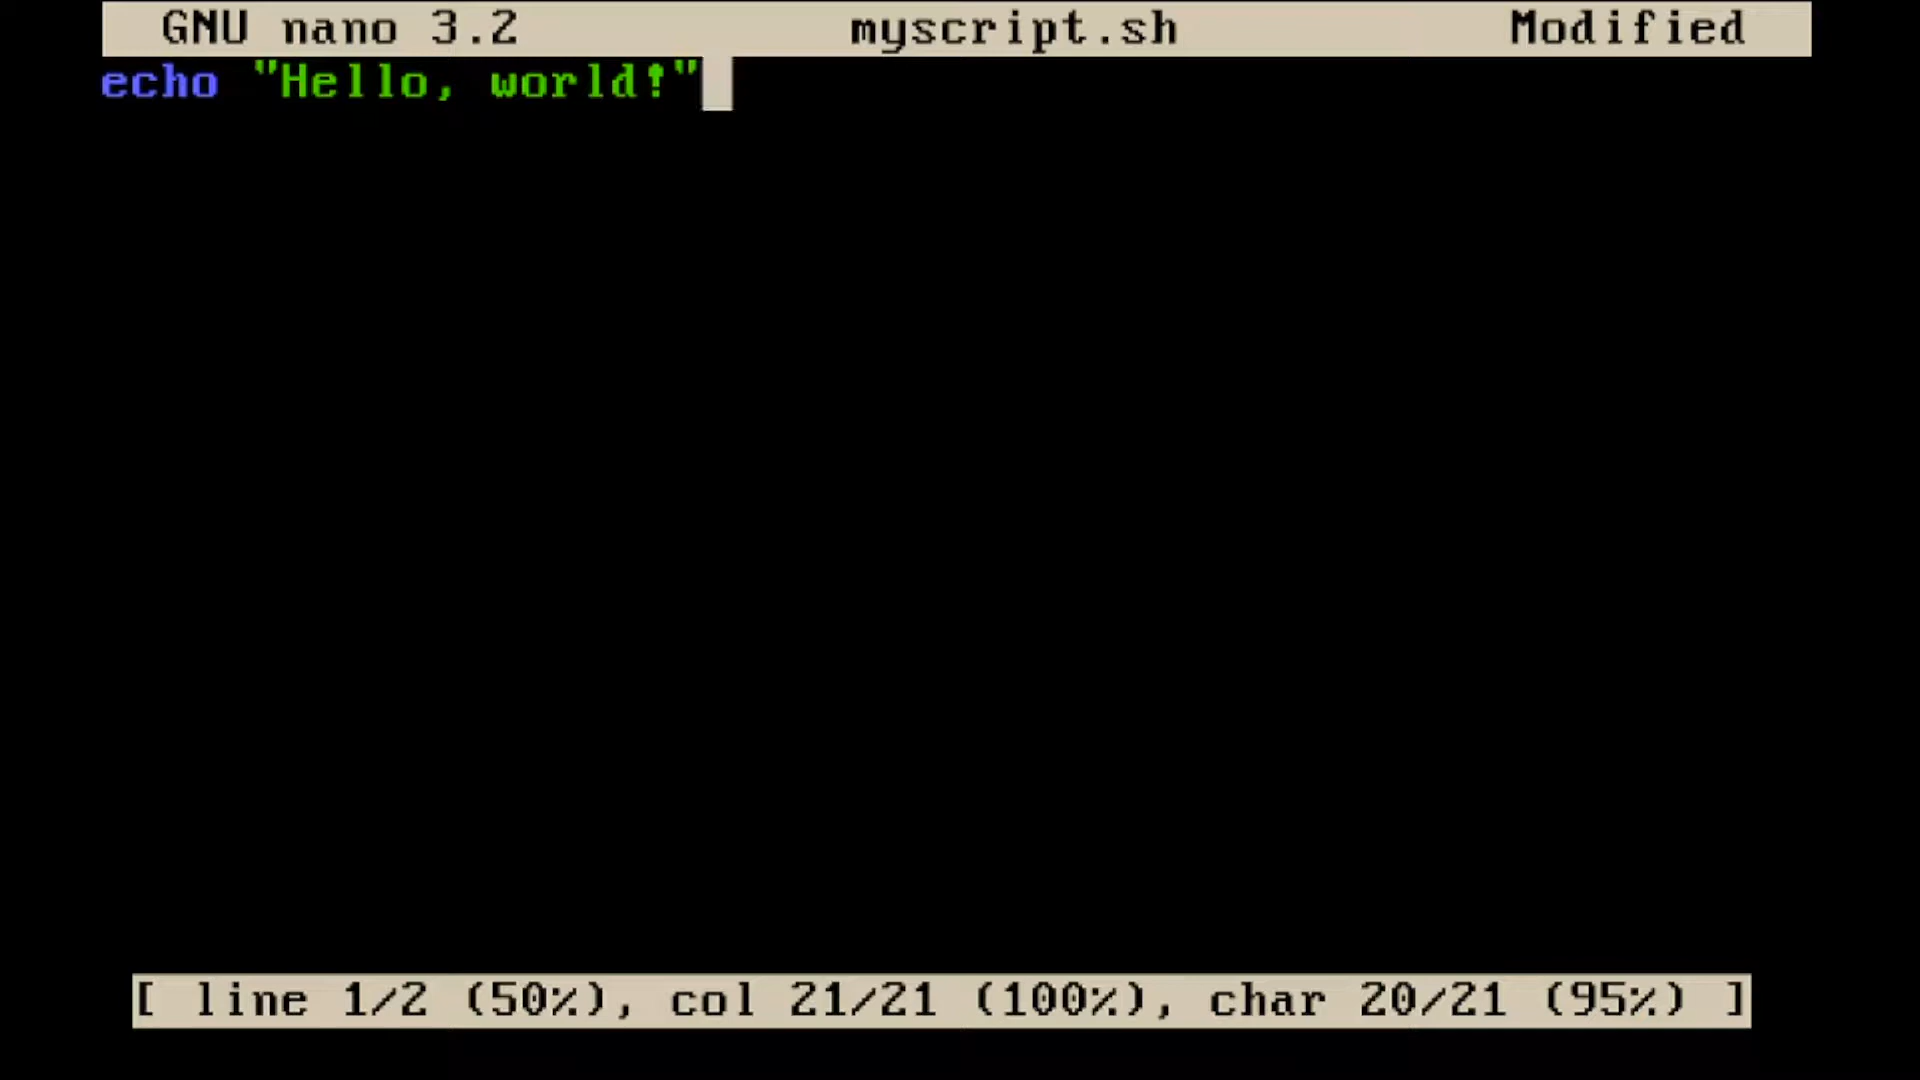 GNU nano 3.2 myscript.sh Modified
echo "Hello, world!"
[ line 1/2 (50%), col 21/21 (100%), char 20/21 (95%) ]